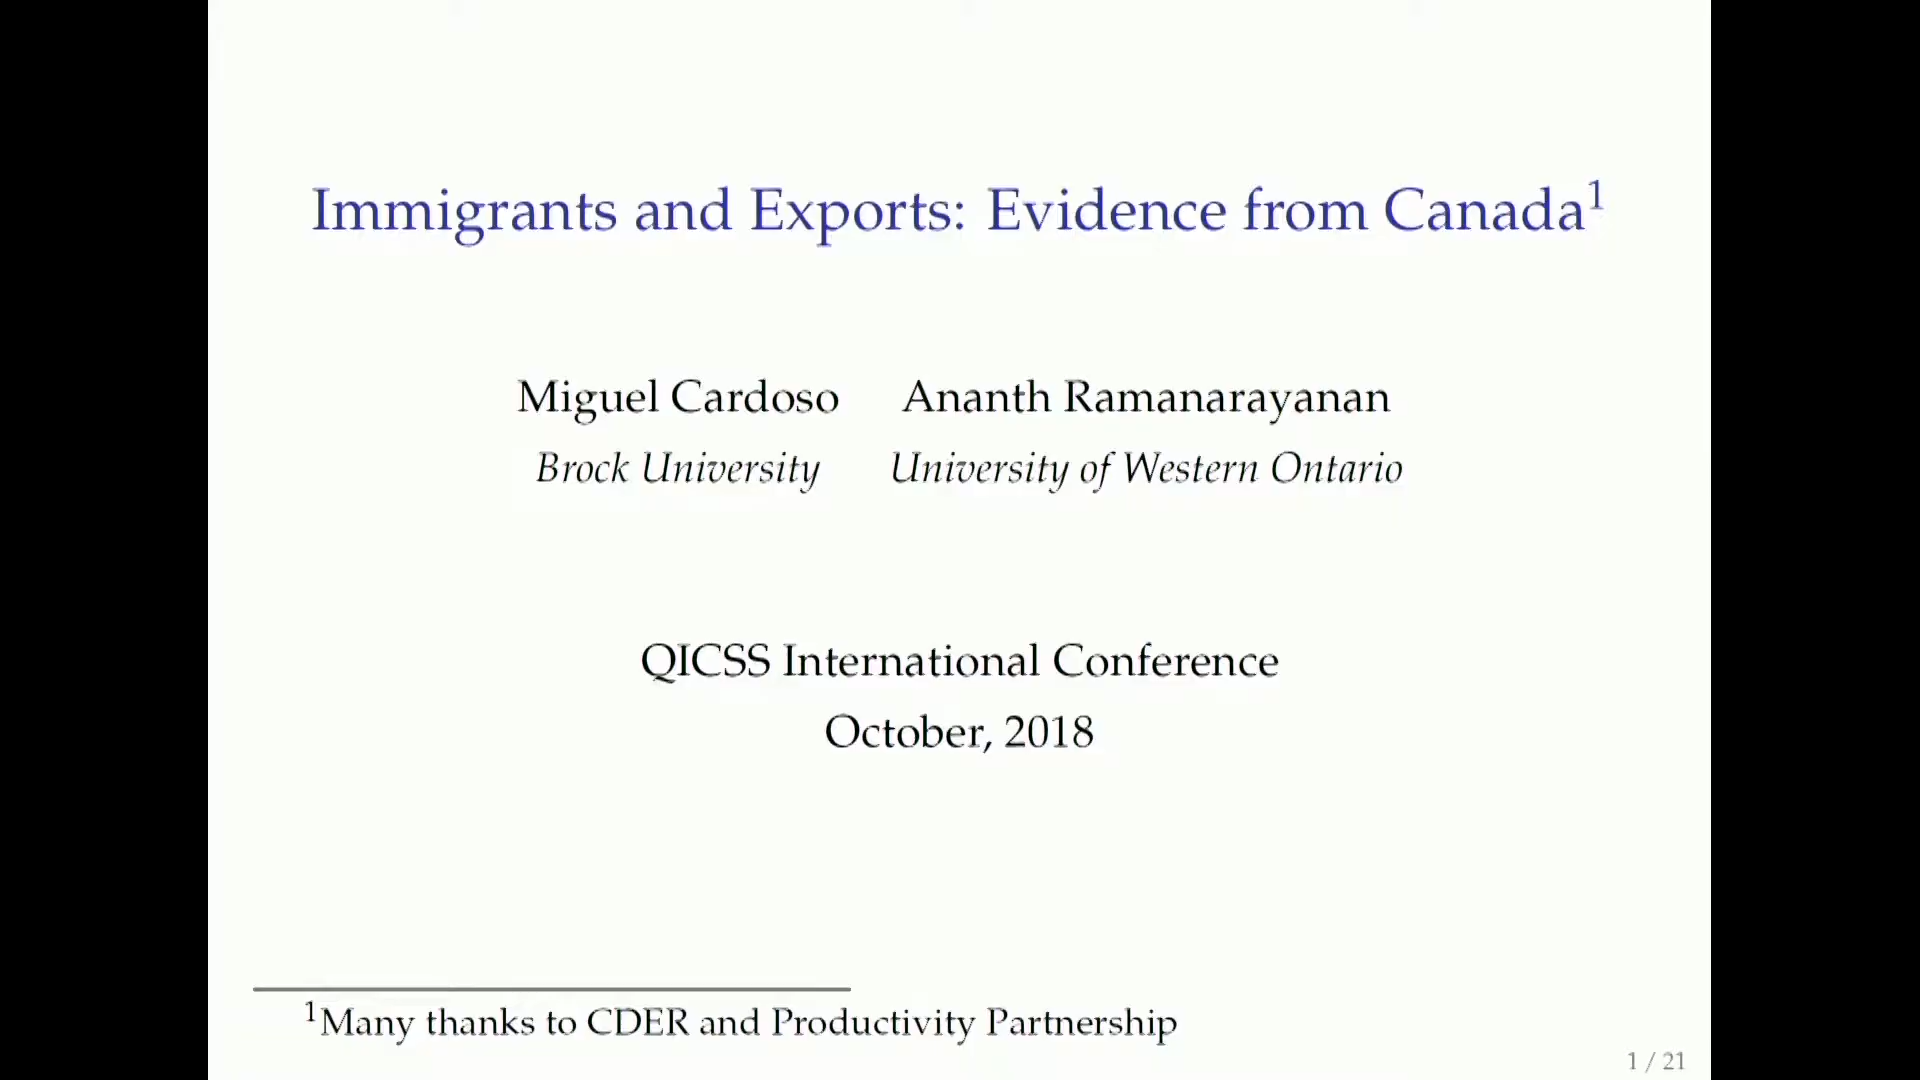 Immigrants and Exports: Evidence from Canada¹
Miguel Cardoso Ananth Ramanarayanan
Brock University University of Western Ontario
QICSS International Conference
October, 2018
¹Many thanks to CDER and Productivity Partnership
1 / 21